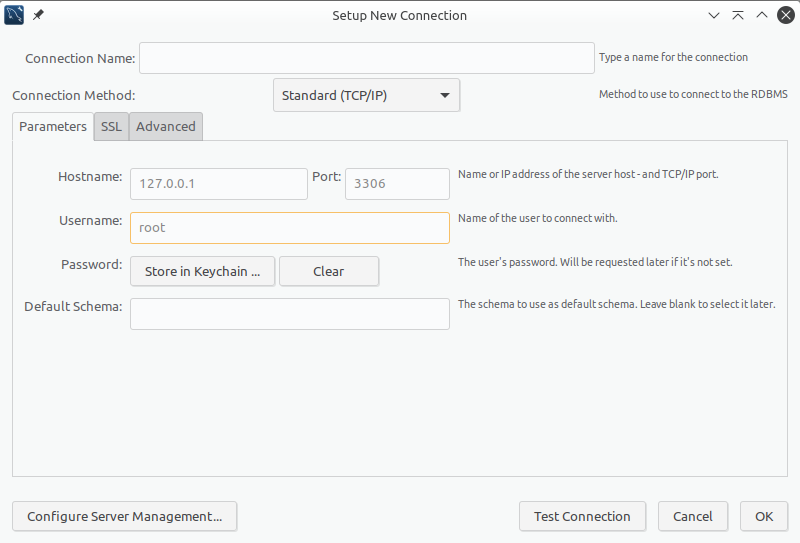 Setup New Connection
Connection Name: Type a name for the connection
Connection Method: Standard (TCP/IP) Method to use to connect to the RDBMS
Parameters SSL Advanced
Hostname: 127.0.0.1 Port: 3306 Name or IP address of the server host - and TCP/IP port.
Username: root Name of the user to connect with.
Password: Store in Keychain ... Clear The user's password. Will be requested later if it's not set.
Default Schema: The schema to use as default schema. Leave blank to select it later.
Configure Server Management... Test Connection Cancel OK